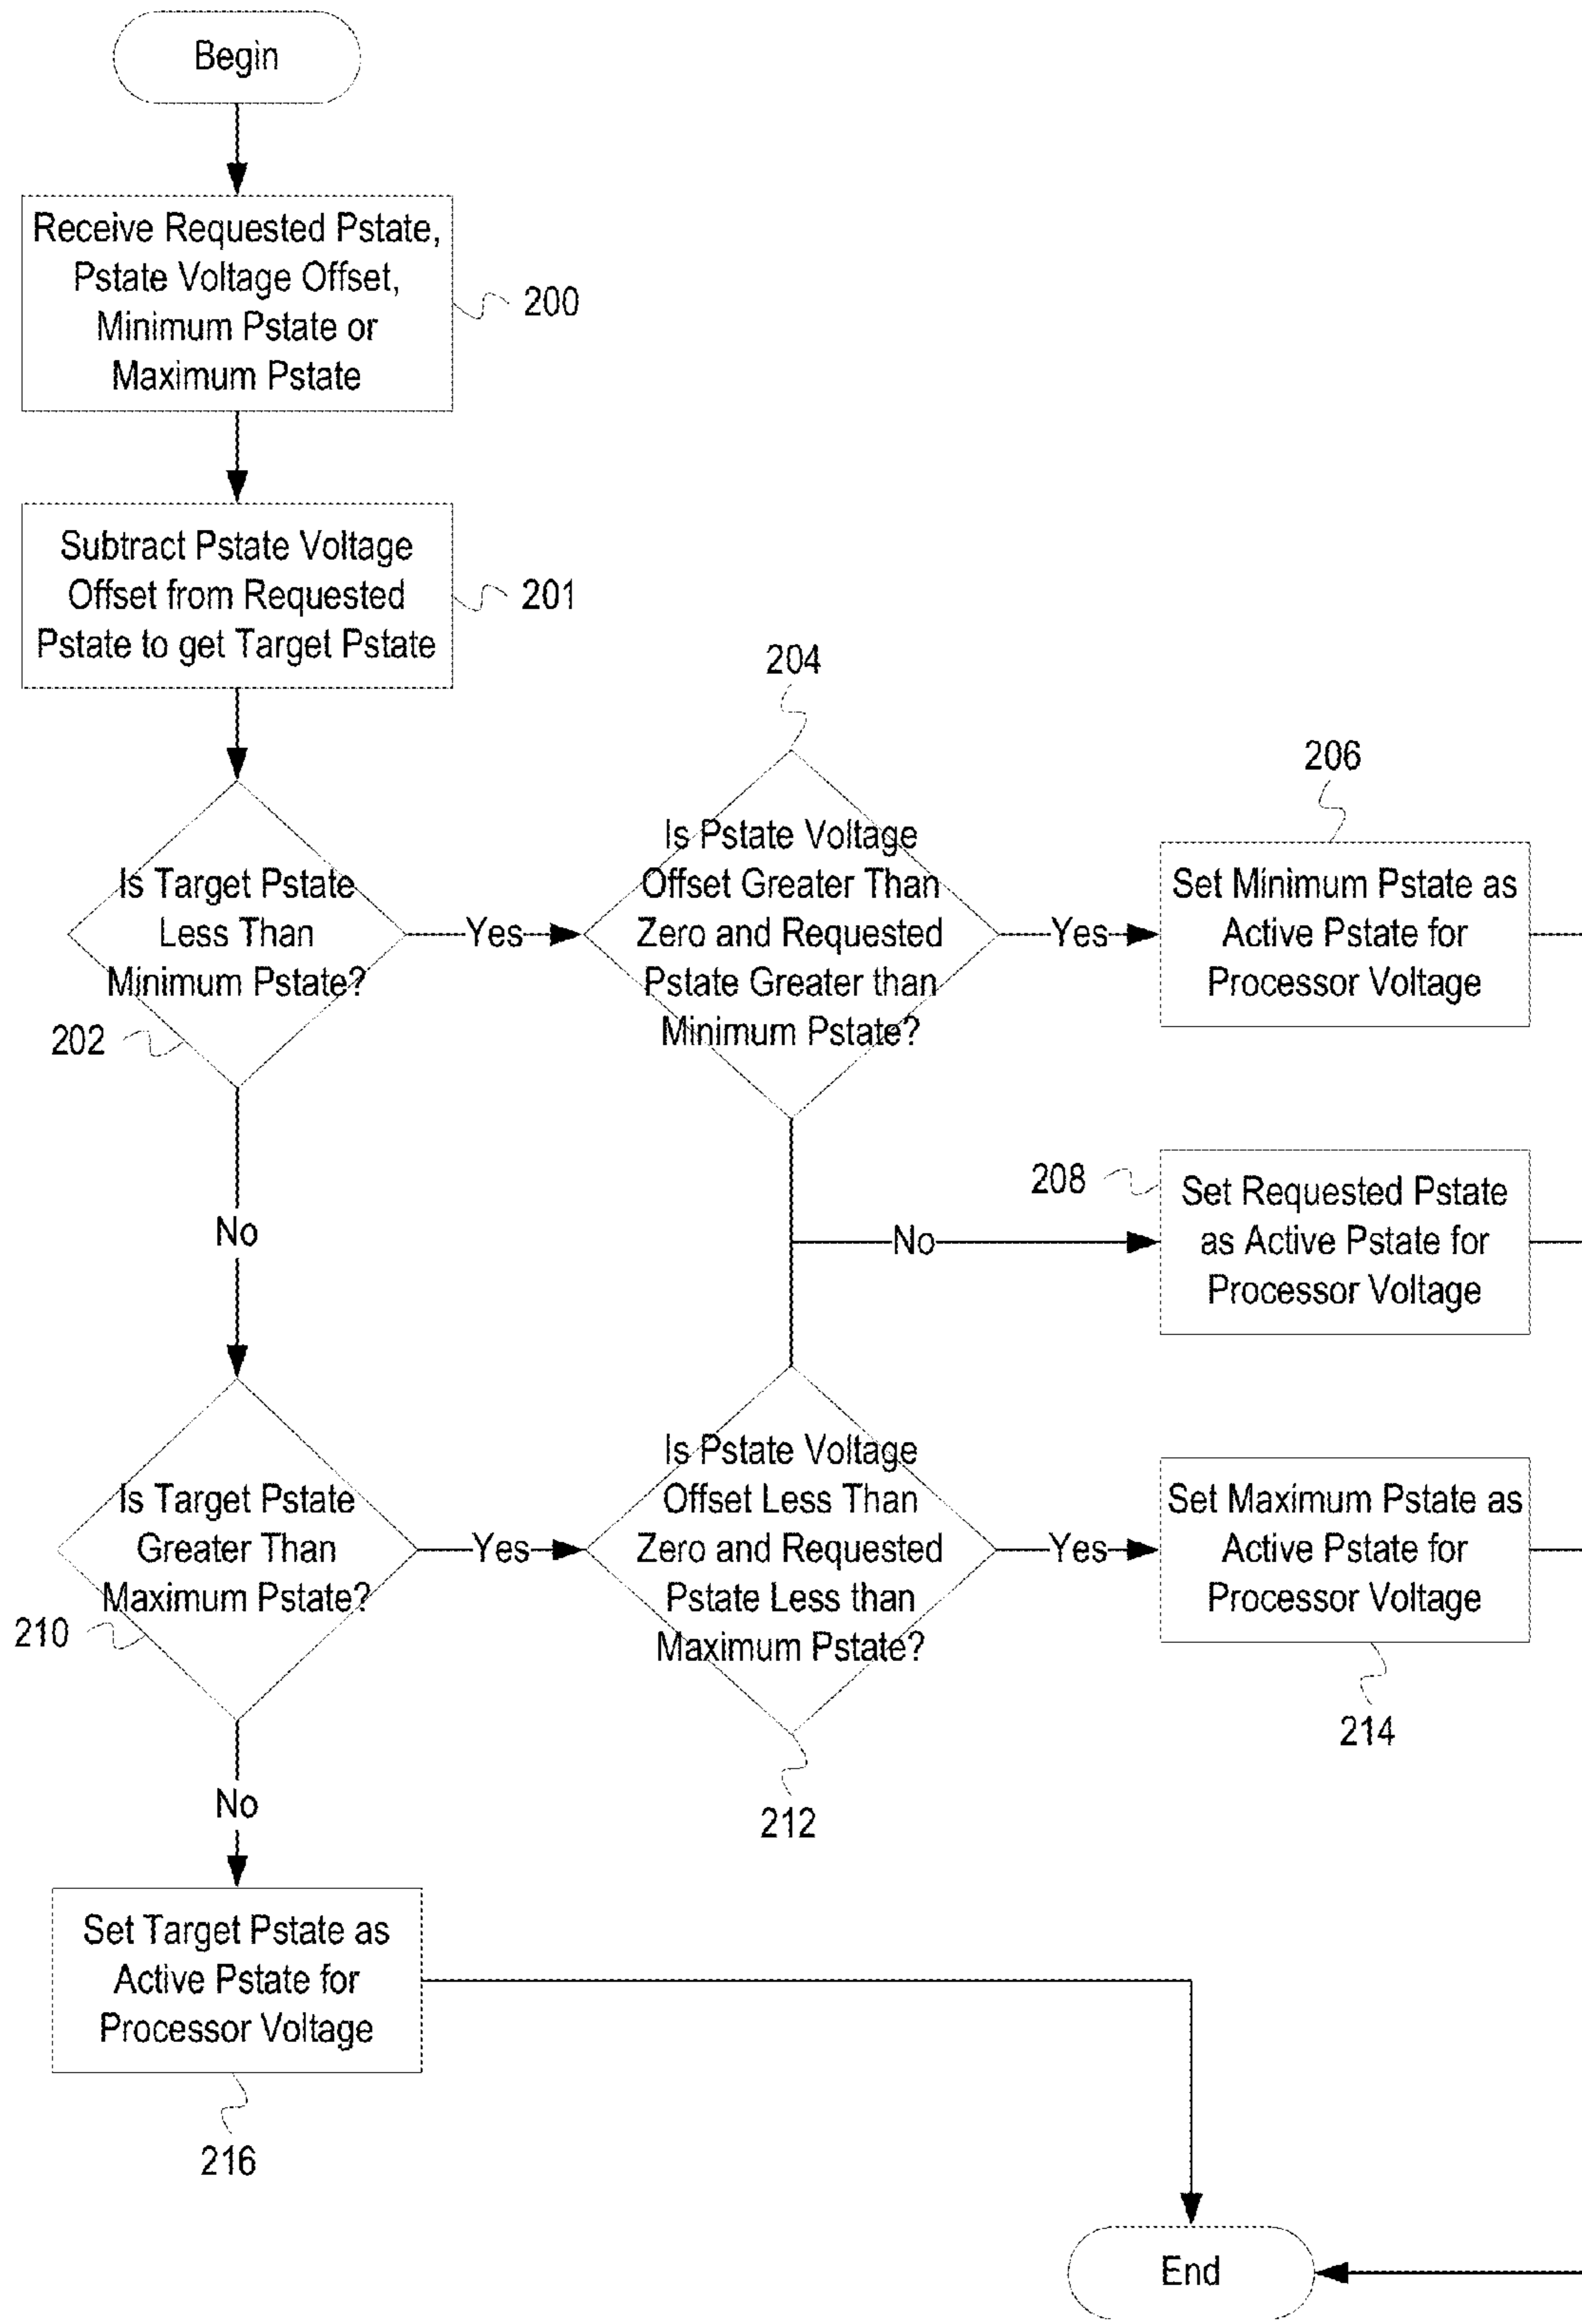 Begin
Receive Requested Pstate,
Pstate Voltage Offset,
Minimum Pstate or
Maximum Pstate
200
Subtract Pstate Voltage
Offset from Requested
Pstate to get Target Pstate
201
Is Target Pstate
Less Than
Minimum Pstate?
202
Yes
204
Is Pstate Voltage
Offset Greater Than
Zero and Requested
Pstate Greater than
Minimum Pstate?
Yes
206
Set Minimum Pstate as
Active Pstate for
Processor Voltage
No
No
208
Set Requested Pstate
as Active Pstate for
Processor Voltage
Is Target Pstate
Greater Than
Maximum Pstate?
210
Yes
Is Pstate Voltage
Offset Less Than
Zero and Requested
Pstate Less than
Maximum Pstate?
212
Yes
Set Maximum Pstate as
Active Pstate for
Processor Voltage
214
No
Set Target Pstate as
Active Pstate for
Processor Voltage
216
End